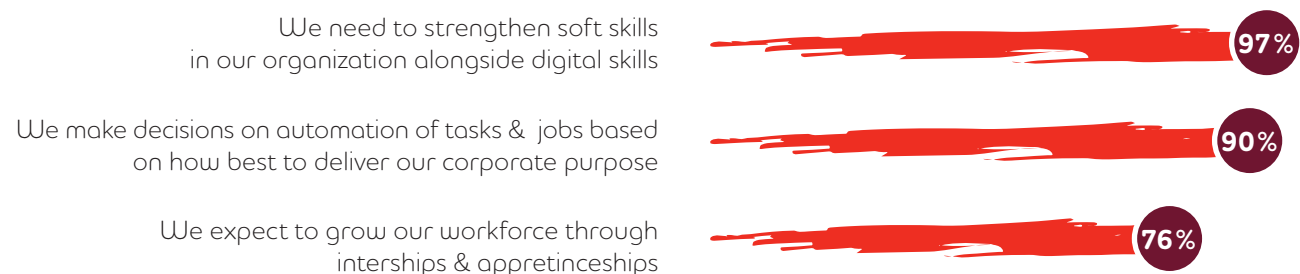 We need to strengthen soft skills
in our organization alongside digital skills
97%
We make decisions on automation of tasks & jobs based
on how best to deliver our corporate purpose
90%
We expect to grow our workforce through
interships & appretinceships
76%